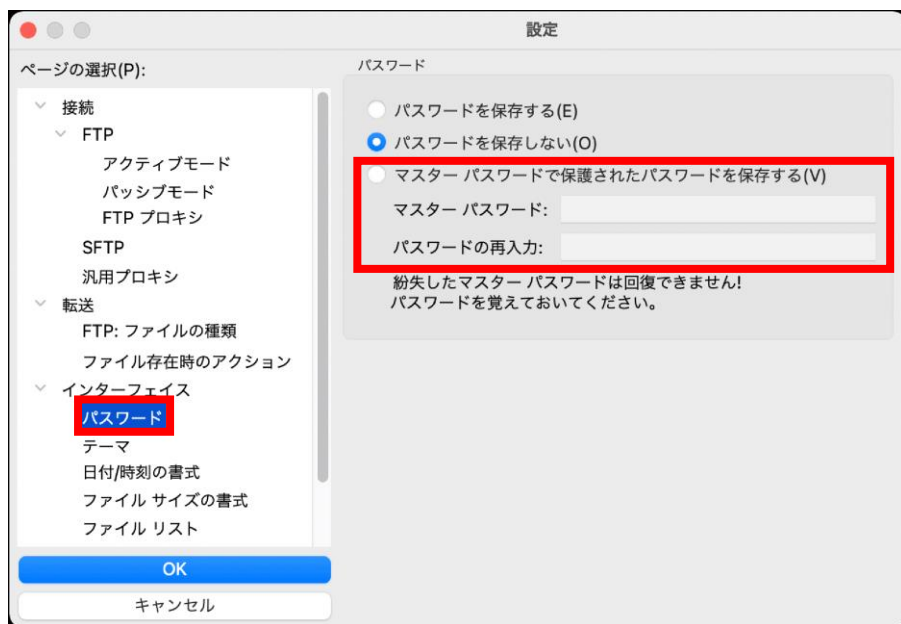 設定
ページの選択(P):
接続
FTP
アクティブモード
パッシブモード
FTP プロキシ
SFTP
汎用プロキシ
転送
FTP: ファイルの種類
ファイル存在時のアクション
インターフェイス
パスワード
テーマ
日付/時刻の書式
ファイル サイズの書式
ファイル リスト
OK
キャンセル
パスワード
パスワードを保存する(E)
パスワードを保存しない(O)
マスター パスワードで保護されたパスワードを保存する(V)
マスター パスワード:
パスワードの再入力:
紛失したマスター パスワードは回復できません!
パスワードを覚えておいてください。